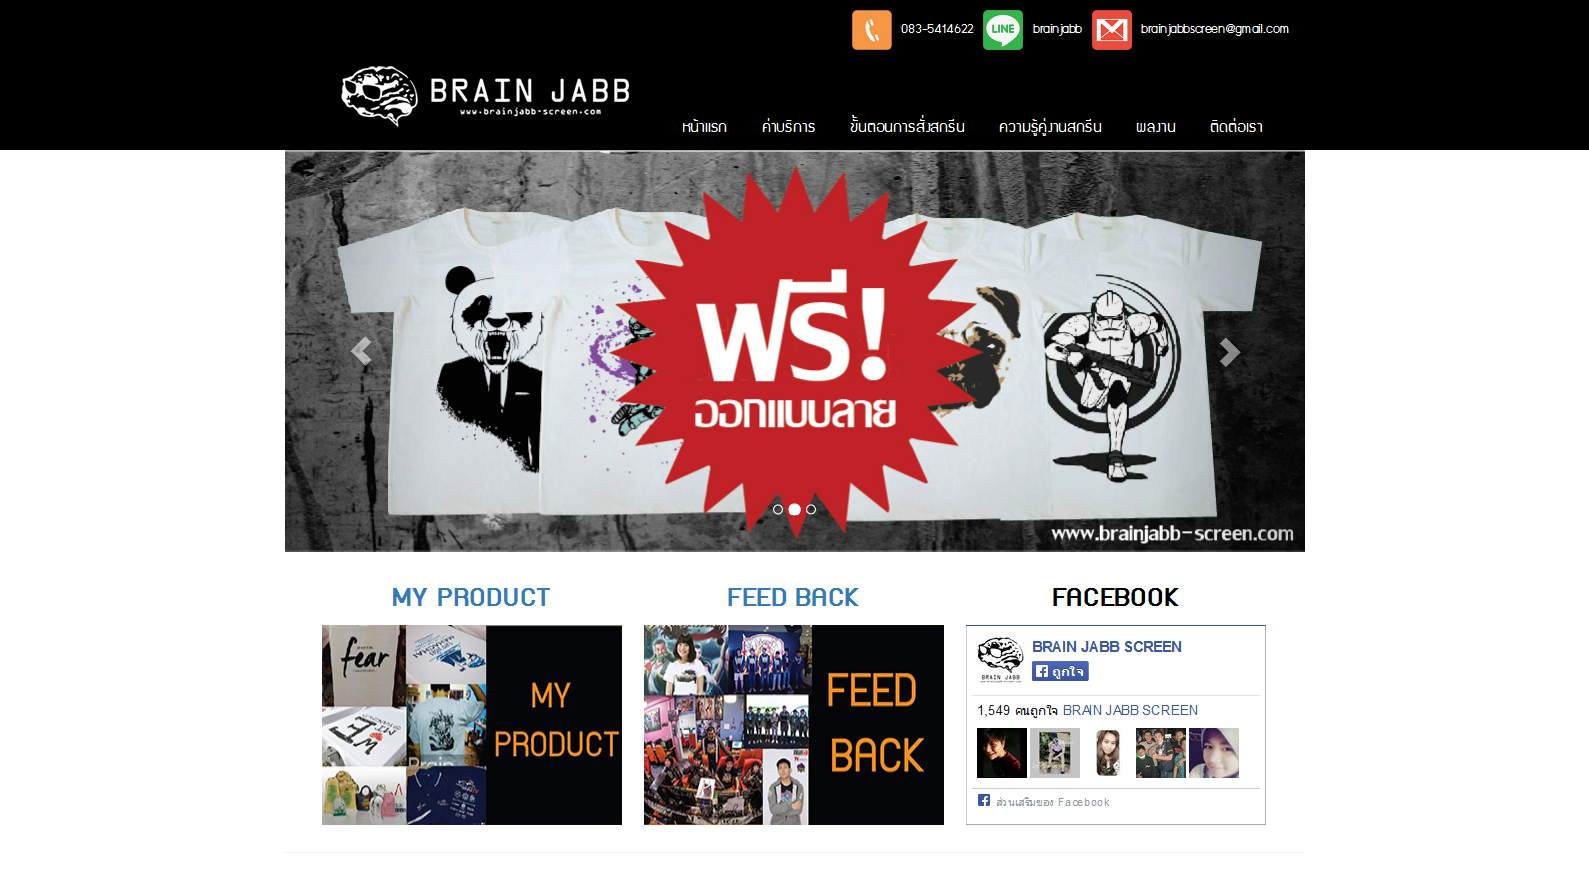 083-5414622
LINE
brainjabb
brainjabbscreen@gmail.com
BRAIN JABB
www.brainjabb-screen.com
หน้าแรก
ค่าบริการ
ขั้นตอนการสั่งสกรีน
ความรู้คู่งานสกรีน
ผลงาน
ติดต่อเรา
ฟรี!
ออกแบบลาย
www.brainjabb-screen.com
MY PRODUCT
FEED BACK
FACEBOOK
fear
MY
PRODUCT
FEED
BACK
BRAIN JABB
BRAIN JABB SCREEN
ถูกใจ
1,549 คนถูกใจ BRAIN JABB SCREEN
ส่วนเสริมของ Facebook